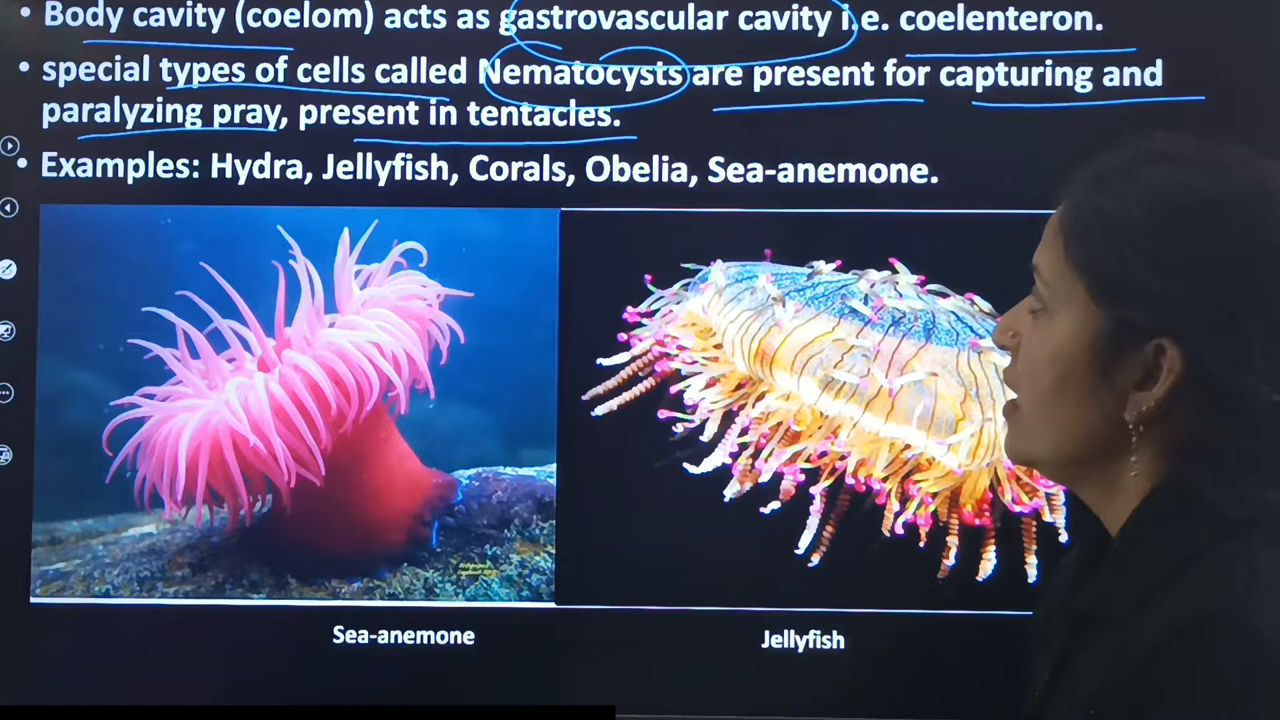 • Body cavity (coelom) acts as gastrovascular cavity i.e. coelenteron.
• special types of cells called Nematocysts are present for capturing and
paralyzing pray, present in tentacles.
• Examples: Hydra, Jellyfish, Corals, Obelia, Sea-anemone.
Sea-anemone
Jellyfish